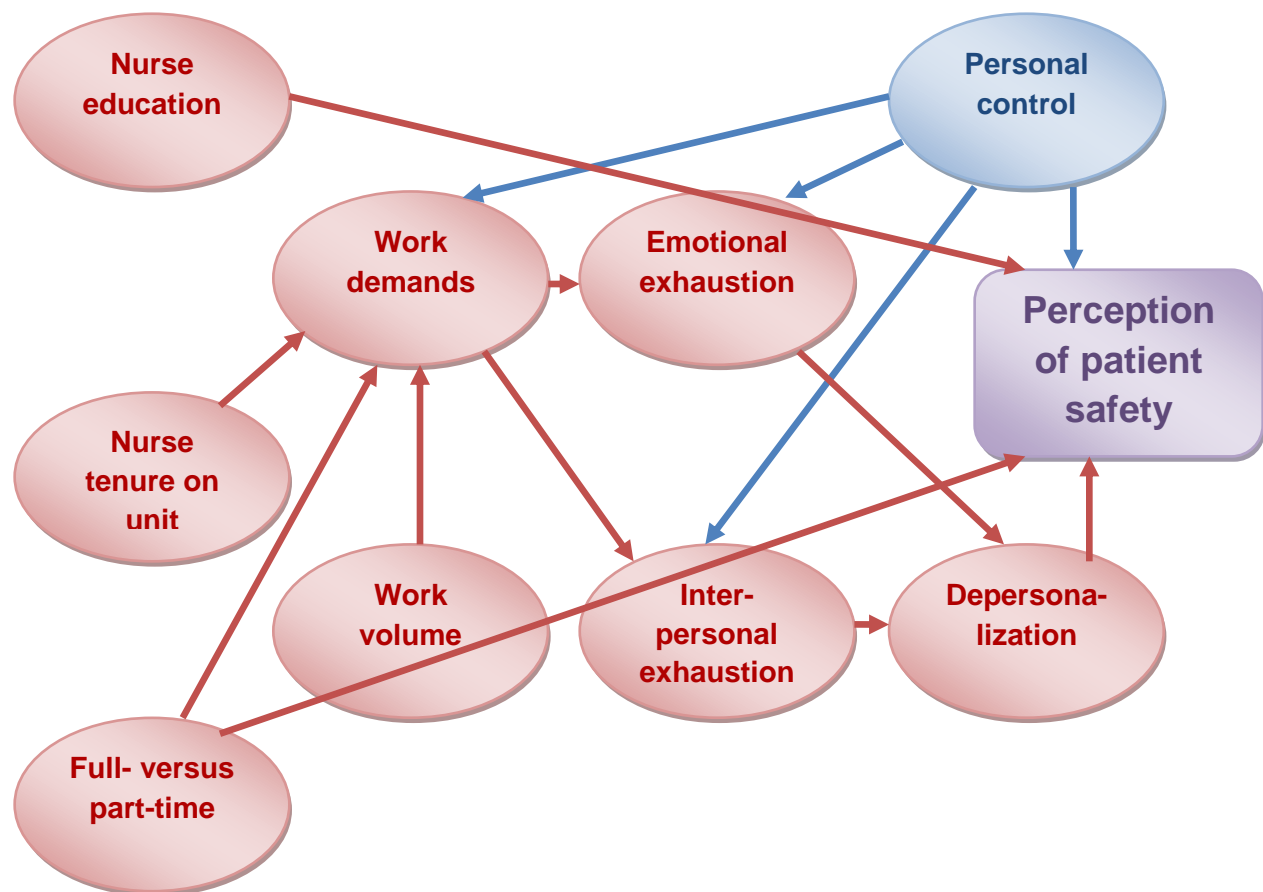 Nurse
education
Personal
control
Work
demands
Emotional
exhaustion
Perception
of patient
safety
Nurse
tenure on
unit
Work
volume
Inter-
personal
exhaustion
Depersona-
lization
Full- versus
part-time